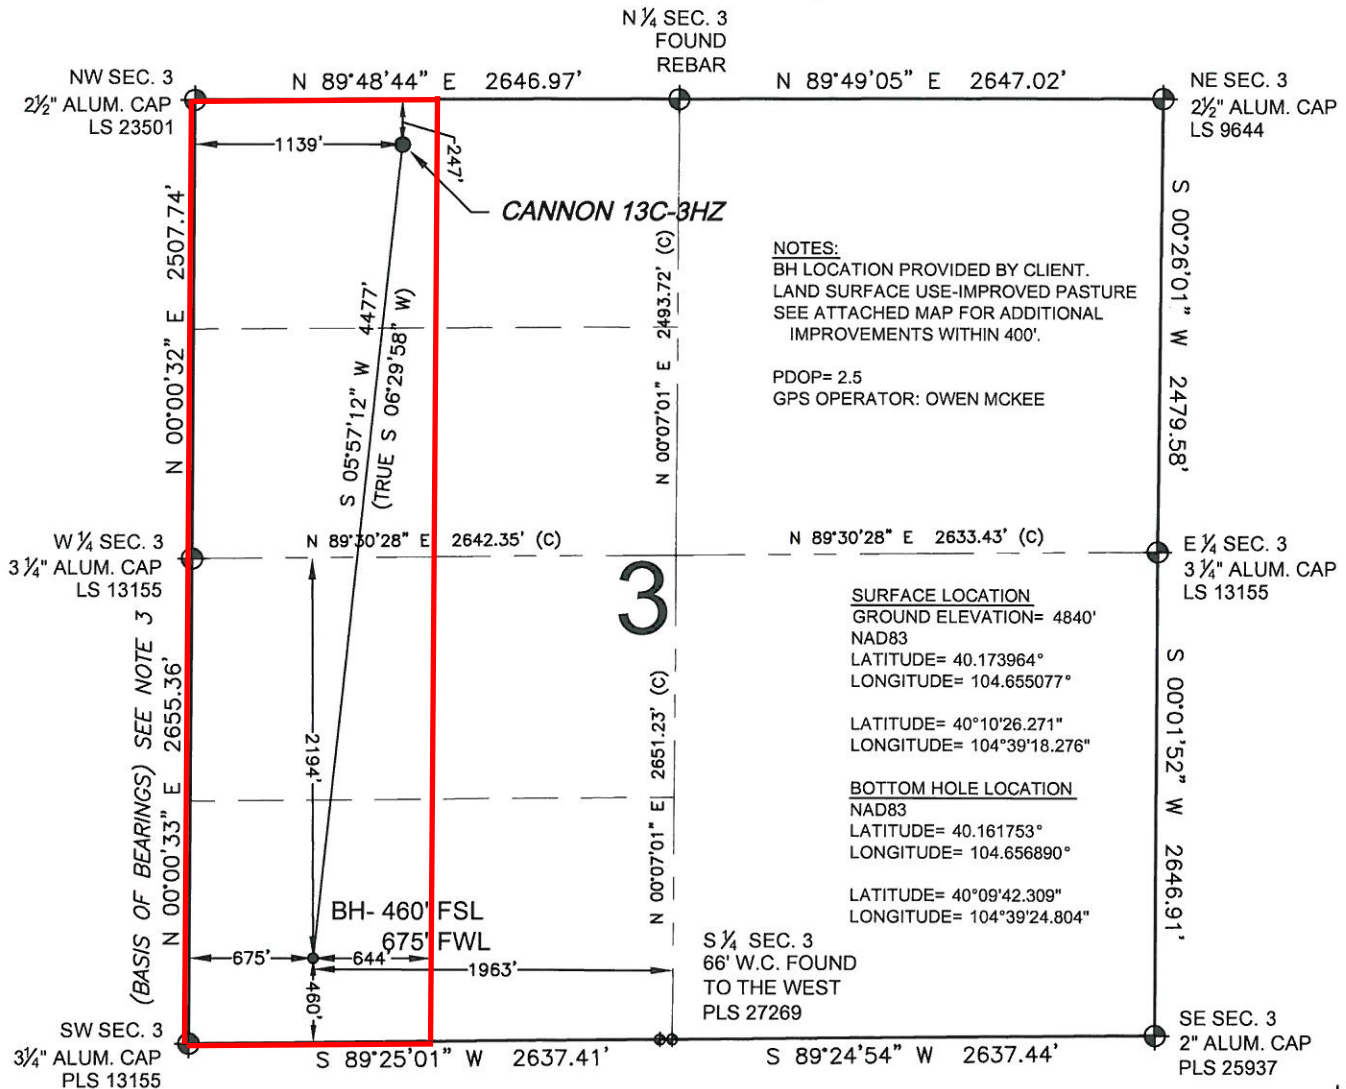 N ¼ SEC. 3
FOUND
REBAR
NW SEC. 3
2½" ALUM. CAP
LS 23501
N 89°48'44" E 2646.97'
N 89°49'05" E 2647.02'
NE SEC. 3
2½" ALUM. CAP
LS 9644
1139'
247'
CANNON 13C-3HZ
N 00°00'32" E 2507.74'
S 05°57'12" W 4477'
(TRUE S 06°29'58" W)
N 00°07'01" E 2493.72' (C)
NOTES:
BH LOCATION PROVIDED BY CLIENT.
LAND SURFACE USE-IMPROVED PASTURE
SEE ATTACHED MAP FOR ADDITIONAL
IMPROVEMENTS WITHIN 400'.
PDOP= 2.5
GPS OPERATOR: OWEN MCKEE
S 00°26'01" W 2479.58'
W ¼ SEC. 3
3 ¼" ALUM. CAP
LS 13155
N 89°30'28" E 2642.35' (C)
N 89°30'28" E 2633.43' (C)
E ¼ SEC. 3
3 ¼" ALUM. CAP
LS 13155
3
SURFACE LOCATION
GROUND ELEVATION= 4840'
NAD83
LATITUDE= 40.173964°
LONGITUDE= 104.655077°
LATITUDE= 40°10'26.271"
LONGITUDE= 104°39'18.276"
BOTTOM HOLE LOCATION
NAD83
LATITUDE= 40.161753°
LONGITUDE= 104.656890°
LATITUDE= 40°09'42.309"
LONGITUDE= 104°39'24.804"
(BASIS OF BEARINGS) SEE NOTE 3
N 00°00'33" E 2655.36'
2194'
N 00°07'01" E 2651.23' (C)
S 00°01'52" W 2646.91'
BH- 460' FSL
675' FWL
675'
644'
1963'
460'
S ¼ SEC. 3
66' W.C. FOUND
TO THE WEST
PLS 27269
SW SEC. 3
3¼" ALUM. CAP
PLS 13155
S 89°25'01" W 2637.41'
S 89°24'54" W 2637.44'
SE SEC. 3
2" ALUM. CAP
PLS 25937